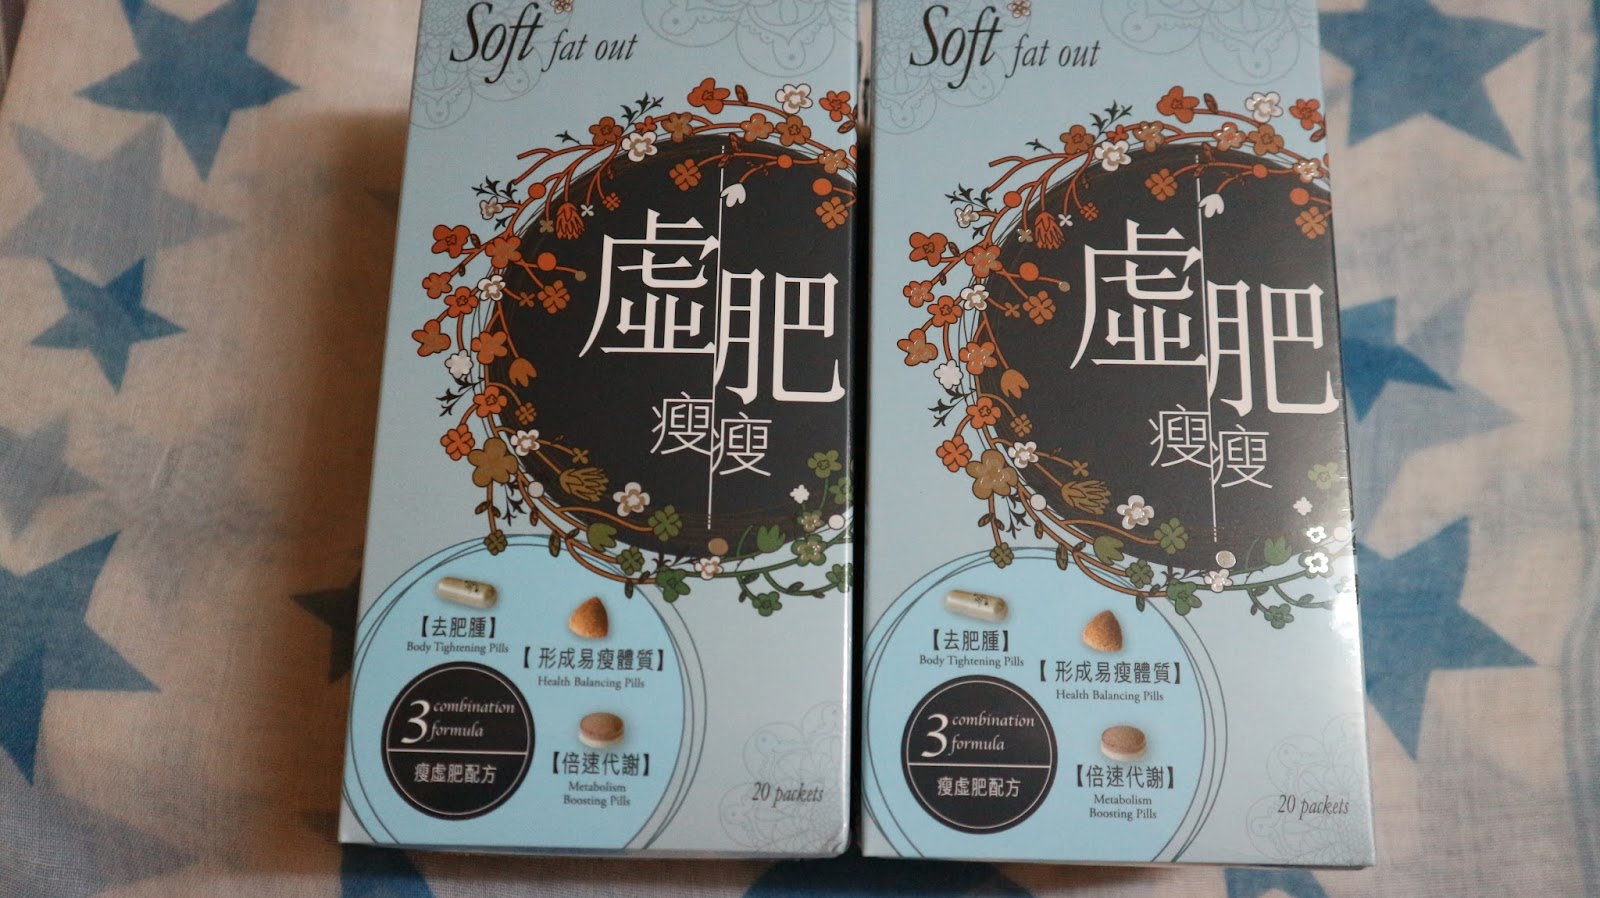 Soft fat out
虛肥
瘦瘦
【去肥腫】
Body Tightening Pills
【形成易瘦體質】
Health Balancing Pills
3 combination
formula
瘦虛肥配方
【倍速代謝】
Metabolism
Boosting Pills
20 packets
Soft fat out
虛肥
瘦瘦
【去肥腫】
Body Tightening Pills
【形成易瘦體質】
Health Balancing Pills
3 combination
formula
瘦虛肥配方
【倍速代謝】
Metabolism
Boosting Pills
20 packets